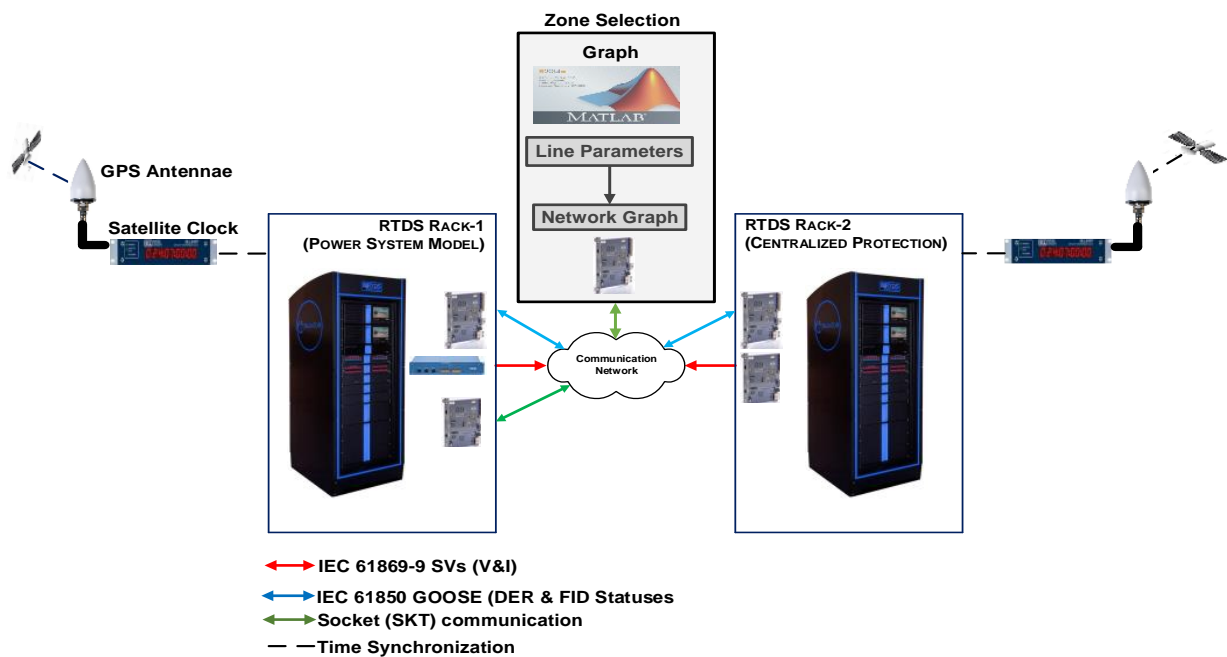 Zone Selection
Graph
MATLAB
Line Parameters
Network Graph
GPS Antennae
Satellite Clock
RTDS RACK-1
(POWER SYSTEM MODEL)
RTDS RACK-2
(CENTRALIZED PROTECTION)
Communication
Network
IEC 61869-9 SVs (V&I)
IEC 61850 GOOSE (DER & FID Statuses
Socket (SKT) communication
Time Synchronization